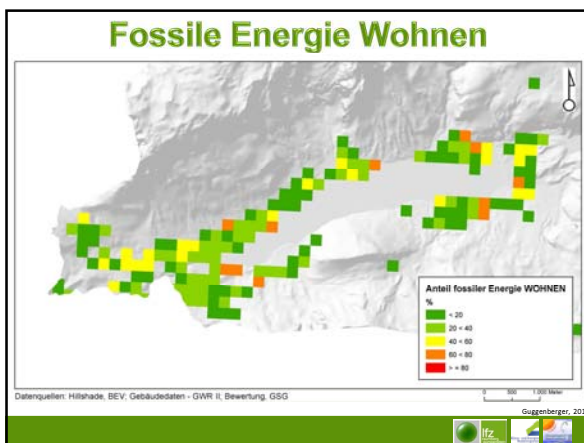 Fossile Energie Wohnen
Anteil fossiler Energie WOHNEN
%
< 20
20 < 40
40 < 60
60 < 80
> = 80
Datenquellen: Hillshade, BEV; Gebäudedaten - GWR II; Bewertung, GSG
0 500 1.000 Meter
Guggenberger, 201
lfz